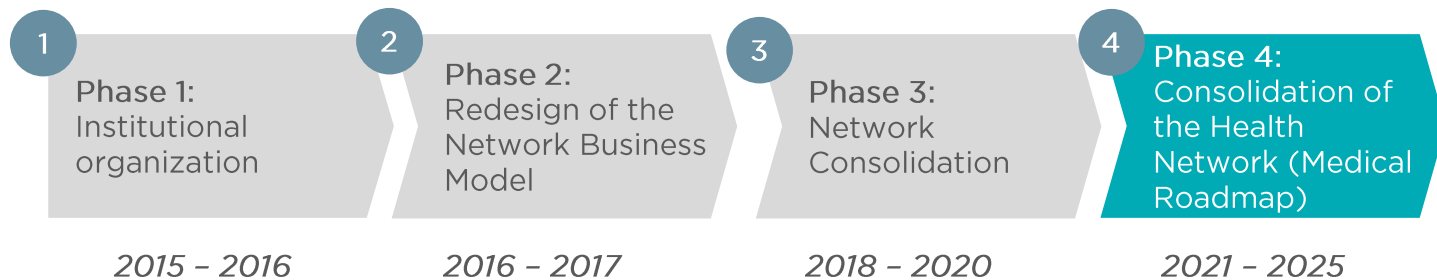 1
Phase 1:
Institutional
organization
2015 – 2016
2
Phase 2:
Redesign of the
Network Business
Model
2016 – 2017
3
Phase 3:
Network
Consolidation
2018 – 2020
4
Phase 4:
Consolidation of
the Health
Network (Medical
Roadmap)
2021 – 2025